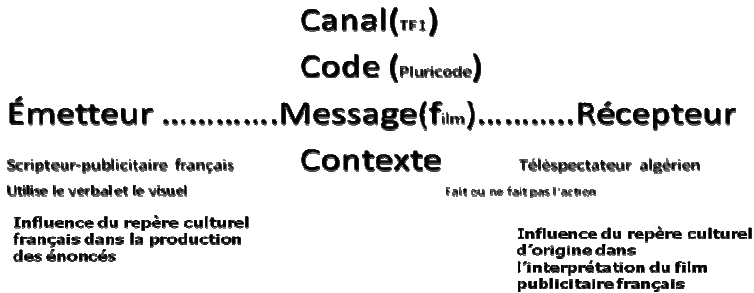 Canal(TF1)
Code (Pluricode)
Émetteur .............Message(film)...........Récepteur
Scripteur-publicitaire français Contexte Téléspectateur algérien
Utilise le verbal et le visuel Fait ou ne fait pas l'action
Influence du repère culturel
français dans la production
des énoncés
Influence du repère culturel
d'origine dans
l'interprétation du film
publicitaire français